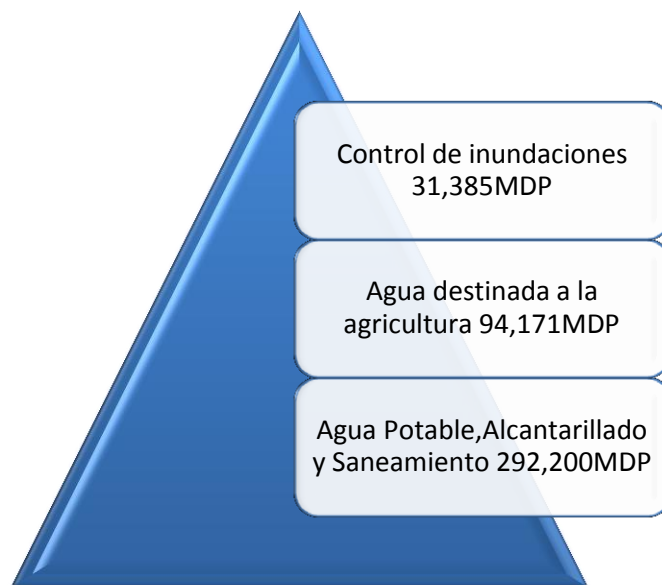 Control de inundaciones
31,385MDP
Agua destinada a la
agricultura 94,171MDP
Agua Potable,Alcantarillado
y Saneamiento 292,200MDP